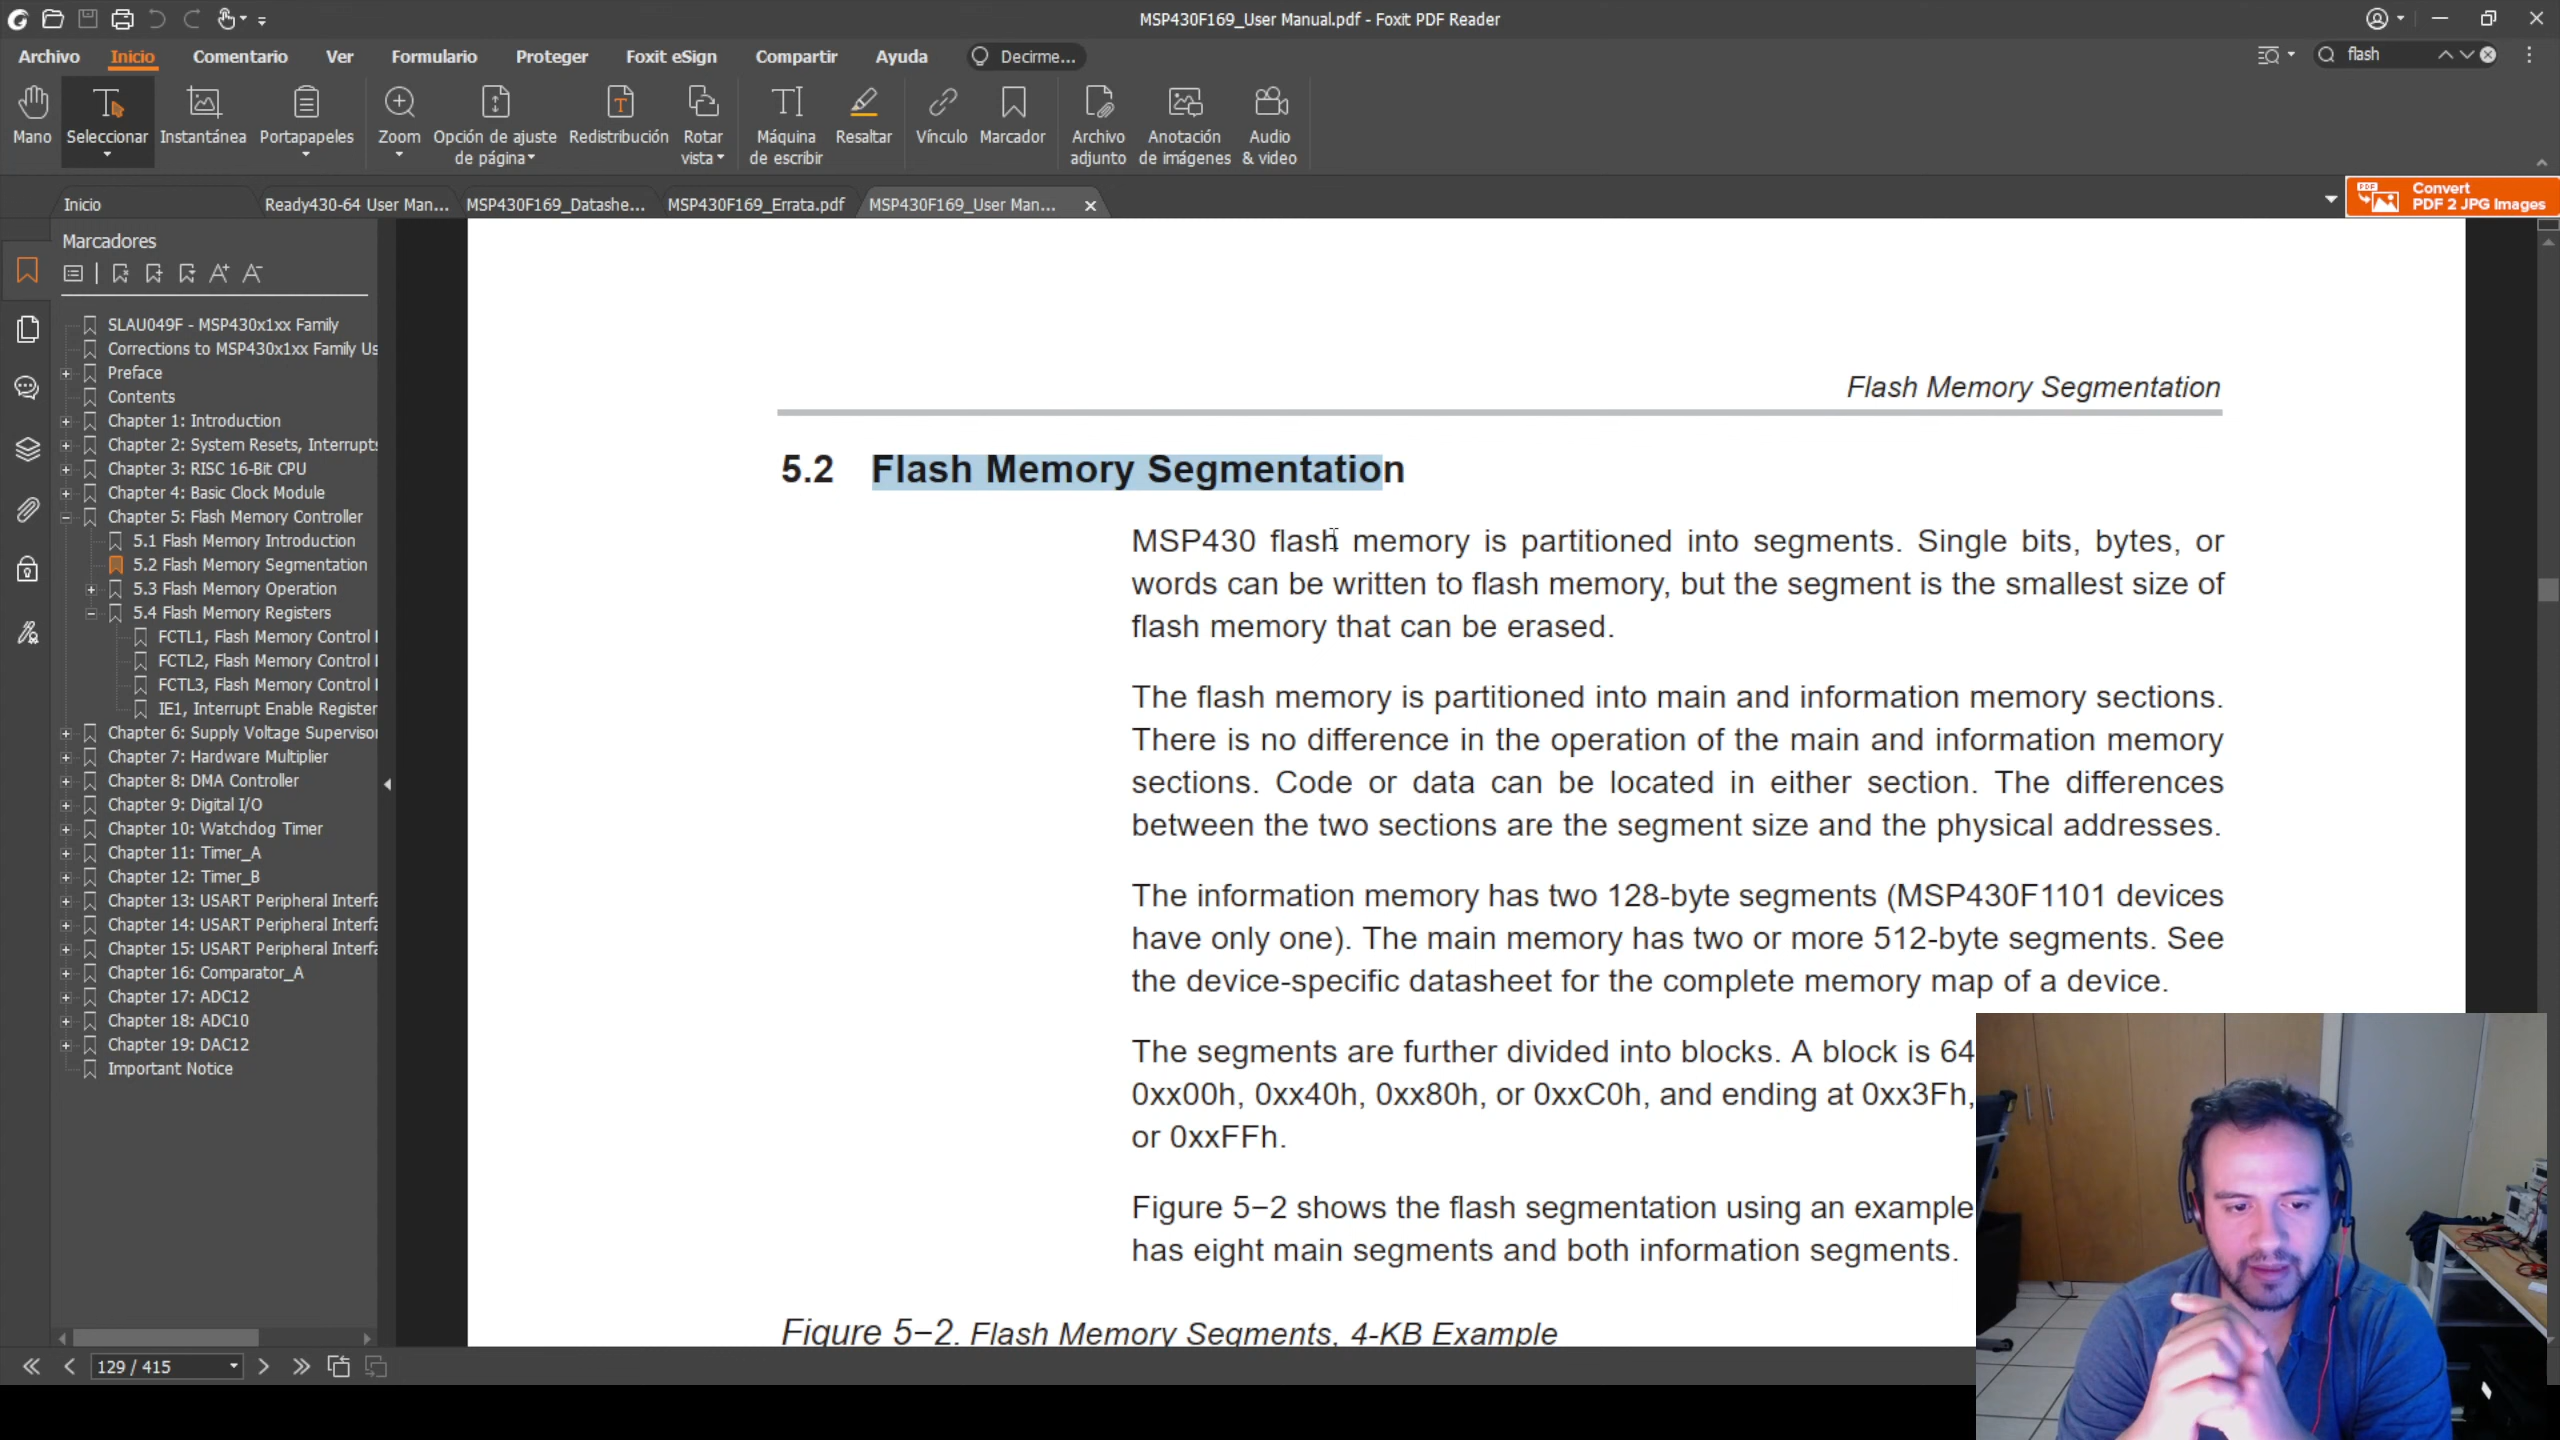 MSP430F169_User Manual.pdf - Foxit PDF Reader
Archivo Inicio Comentario Ver Formulario Proteger Foxit eSign Compartir Ayuda Decirme... flash
Mano Seleccionar Instantánea Portapapeles Zoom Opción de ajuste de página Redistribución Rotar vista Máquina de escribir Resaltar Vínculo Marcador Archivo adjunto Anotación de imágenes Audio & video
Inicio Ready430-64 User Man... MSP430F169_Datashe... MSP430F169_Errata.pdf MSP430F169_User Man...
PDF Convert
PDF 2 JPG Images
Marcadores
SLAU049F - MSP430x1xx Family
Corrections to MSP430x1xx Family Us
Preface
Contents
Chapter 1: Introduction
Chapter 2: System Resets, Interrupts
Chapter 3: RISC 16-Bit CPU
Chapter 4: Basic Clock Module
Chapter 5: Flash Memory Controller
5.1 Flash Memory Introduction
5.2 Flash Memory Segmentation
5.3 Flash Memory Operation
5.4 Flash Memory Registers
FCTL1, Flash Memory Control
FCTL2, Flash Memory Control
FCTL3, Flash Memory Control
IE1, Interrupt Enable Register
Chapter 6: Supply Voltage Supervisor
Chapter 7: Hardware Multiplier
Chapter 8: DMA Controller
Chapter 9: Digital I/O
Chapter 10: Watchdog Timer
Chapter 11: Timer_A
Chapter 12: Timer_B
Chapter 13: USART Peripheral Interfa
Chapter 14: USART Peripheral Interfa
Chapter 15: USART Peripheral Interfa
Chapter 16: Comparator_A
Chapter 17: ADC12
Chapter 18: ADC10
Chapter 19: DAC12
Important Notice
Flash Memory Segmentation
5.2 Flash Memory Segmentation
MSP430 flash memory is partitioned into segments. Single bits, bytes, or
words can be written to flash memory, but the segment is the smallest size of
flash memory that can be erased.
The flash memory is partitioned into main and information memory sections.
There is no difference in the operation of the main and information memory
sections. Code or data can be located in either section. The differences
between the two sections are the segment size and the physical addresses.
The information memory has two 128-byte segments (MSP430F1101 devices
have only one). The main memory has two or more 512-byte segments. See
the device-specific datasheet for the complete memory map of a device.
The segments are further divided into blocks. A block is 64
0xx00h, 0xx40h, 0xx80h, or 0xxC0h, and ending at 0xx3Fh,
or 0xxFFh.
Figure 5−2 shows the flash segmentation using an example
has eight main segments and both information segments.
Figure 5−2. Flash Memory Segments, 4-KB Example
129 / 415